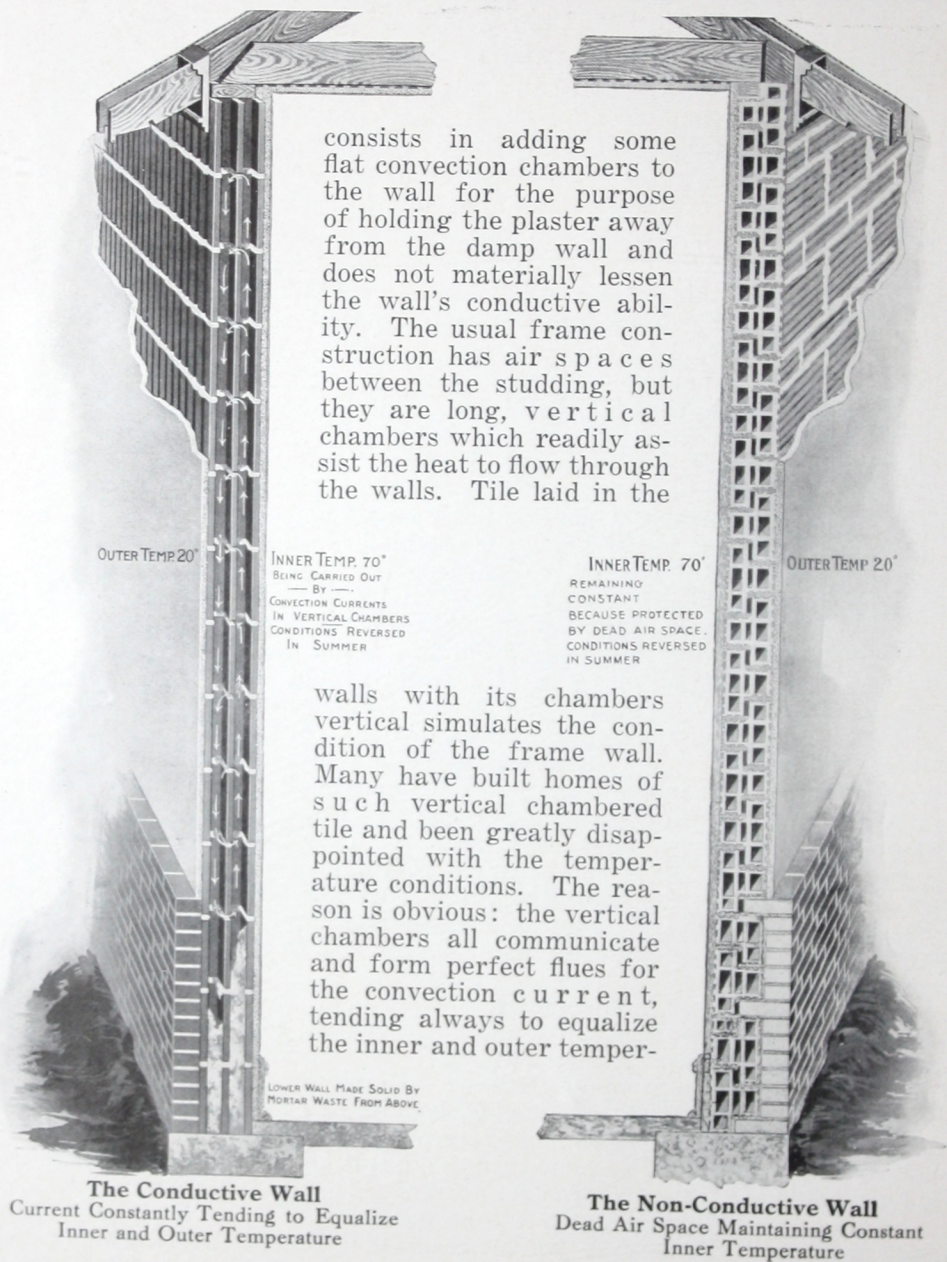 consists in adding some
flat convection chambers to
the wall for the purpose
of holding the plaster away
from the damp wall and
does not materially lessen
the wall's conductive abil-
ity. The usual frame con-
struction has air spaces
between the studding, but
they are long, vertical
chambers which readily as-
sist the heat to flow through
the walls. Tile laid in the
OUTER TEMP. 20°
INNER TEMP. 70°
BEING CARRIED OUT
— BY —
CONVECTION CURRENTS
IN VERTICAL CHAMBERS
CONDITIONS REVERSED
IN SUMMER
INNER TEMP. 70°
REMAINING
CONSTANT
BECAUSE PROTECTED
BY DEAD AIR SPACE.
CONDITIONS REVERSED
IN SUMMER
OUTER TEMP 20°
walls with its chambers
vertical simulates the con-
dition of the frame wall.
Many have built homes of
such vertical chambered
tile and been greatly disap-
pointed with the temper-
ature conditions. The rea-
son is obvious: the vertical
chambers all communicate
and form perfect flues for
the convection current,
tending always to equalize
the inner and outer temper-
LOWER WALL MADE SOLID BY
MORTAR WASTE FROM ABOVE.
The Conductive Wall
Current Constantly Tending to Equalize
Inner and Outer Temperature
The Non-Conductive Wall
Dead Air Space Maintaining Constant
Inner Temperature